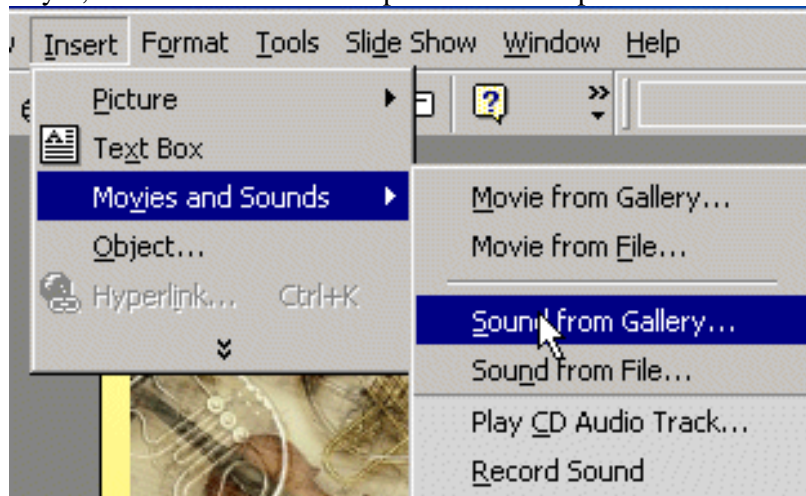 Insert Format Tools Slide Show Window Help
Picture
Text Box
Movies and Sounds
Object...
Hyperlink... Ctrl+K
Movie from Gallery...
Movie from File...
Sound from Gallery...
Sound from File...
Play CD Audio Track...
Record Sound